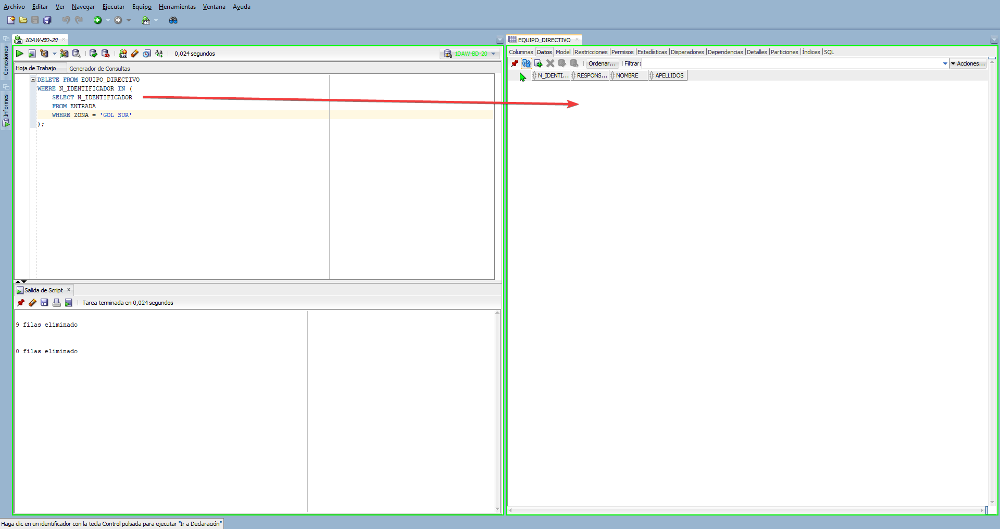 Archivo Editar Ver Navegar Ejecutar Equipo Herramientas Ventana Ayuda
1DAW-BD-20
EQUIPO_DIRECTIVO
Conexiones
Informes
0,024 segundos
1DAW-BD-20
Hoja de Trabajo Generador de Consultas
DELETE FROM EQUIPO_DIRECTIVO
WHERE N_IDENTIFICADOR IN (
SELECT N_IDENTIFICADOR
FROM ENTRADA
WHERE ZONA = 'GOL SUR'
);
Salida de Script
Tarea terminada en 0,024 segundos
9 filas eliminado
0 filas eliminado
Columnas Datos Model Restricciones Permisos Estadísticas Disparadores Dependencias Detalles Particiones Índices SQL
Ordenar... Filtrar: Acciones...
N_IDENTI... RESPONS... NOMBRE APELLIDOS
Haga clic en un identificador con la tecla Control pulsada para ejecutar "Ir a Declaración"